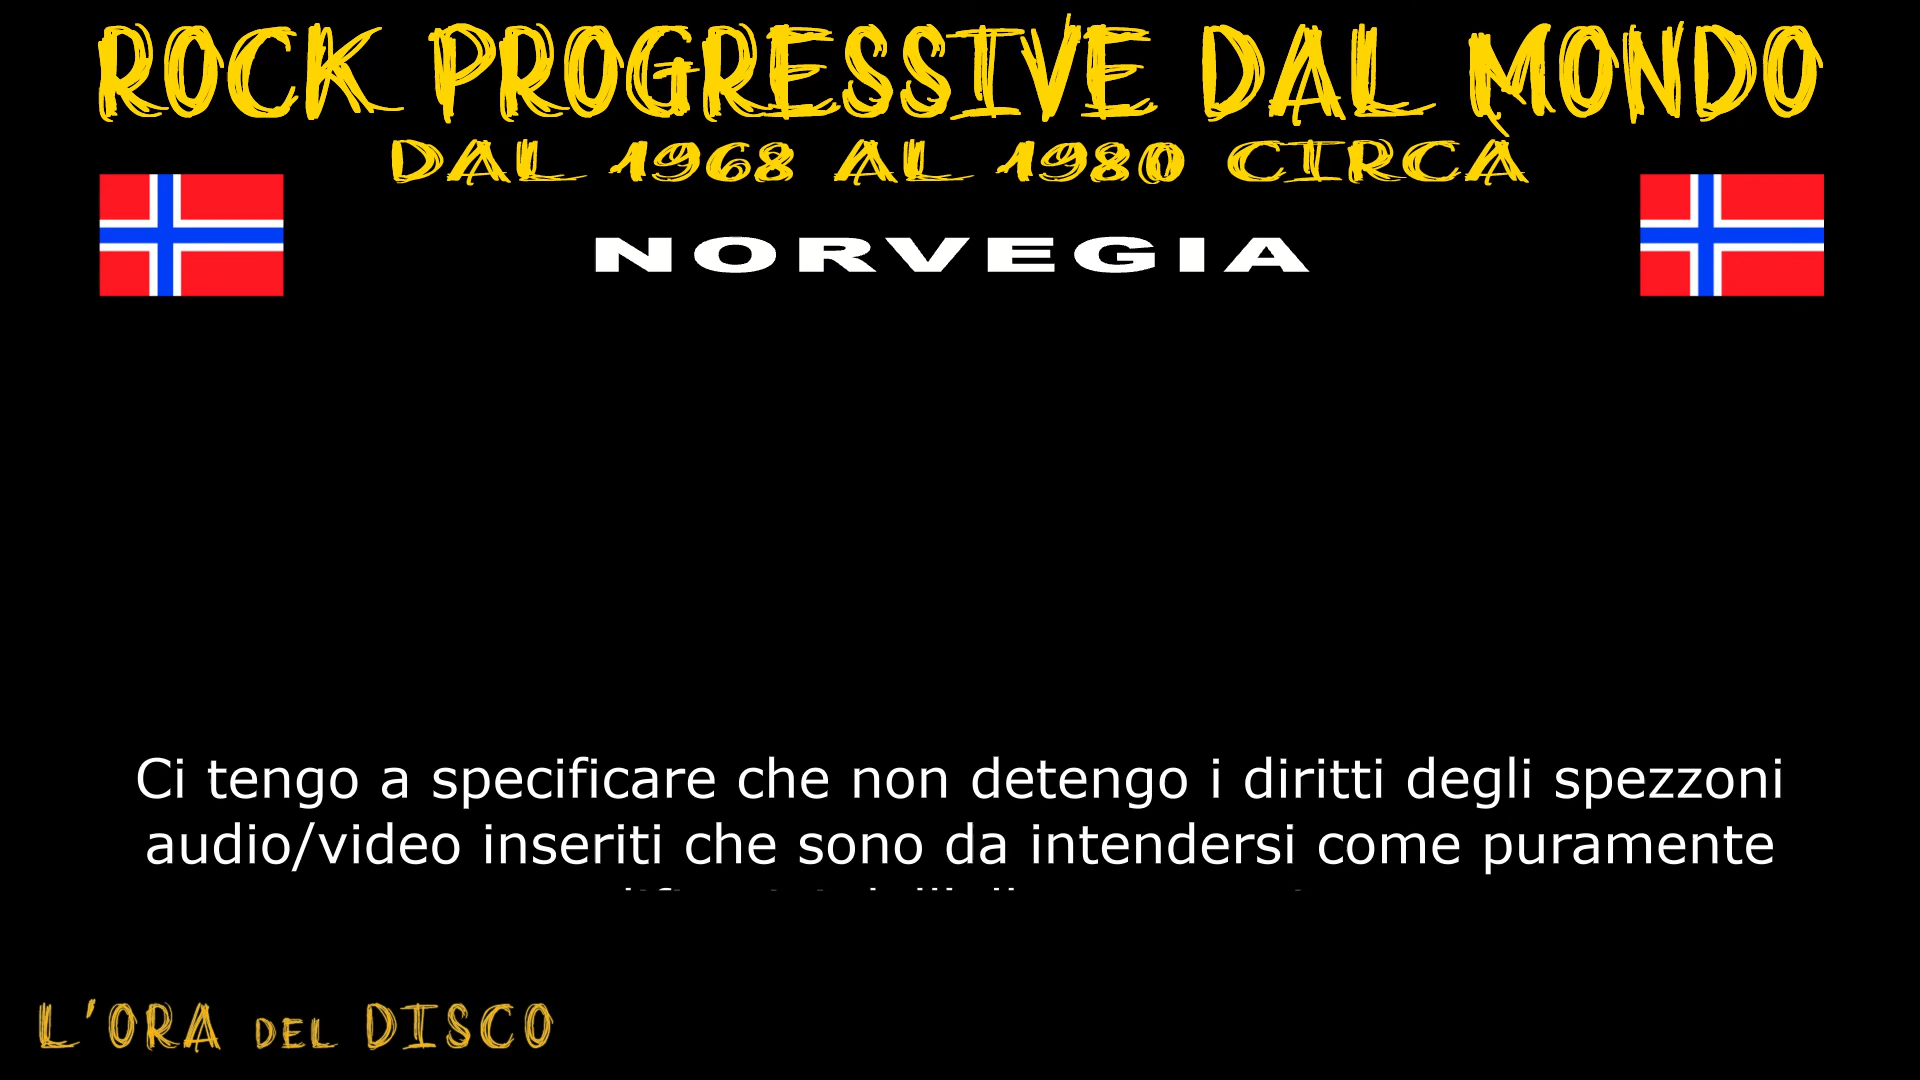 ROCK PROGRESSIVE DAL MONDO
DAL 1968 AL 1980 CIRCA
NORVEGIA
Ci tengo a specificare che non detengo i diritti degli spezzoni
audio/video inseriti che sono da intendersi come puramente
L'ORA DEL DISCO